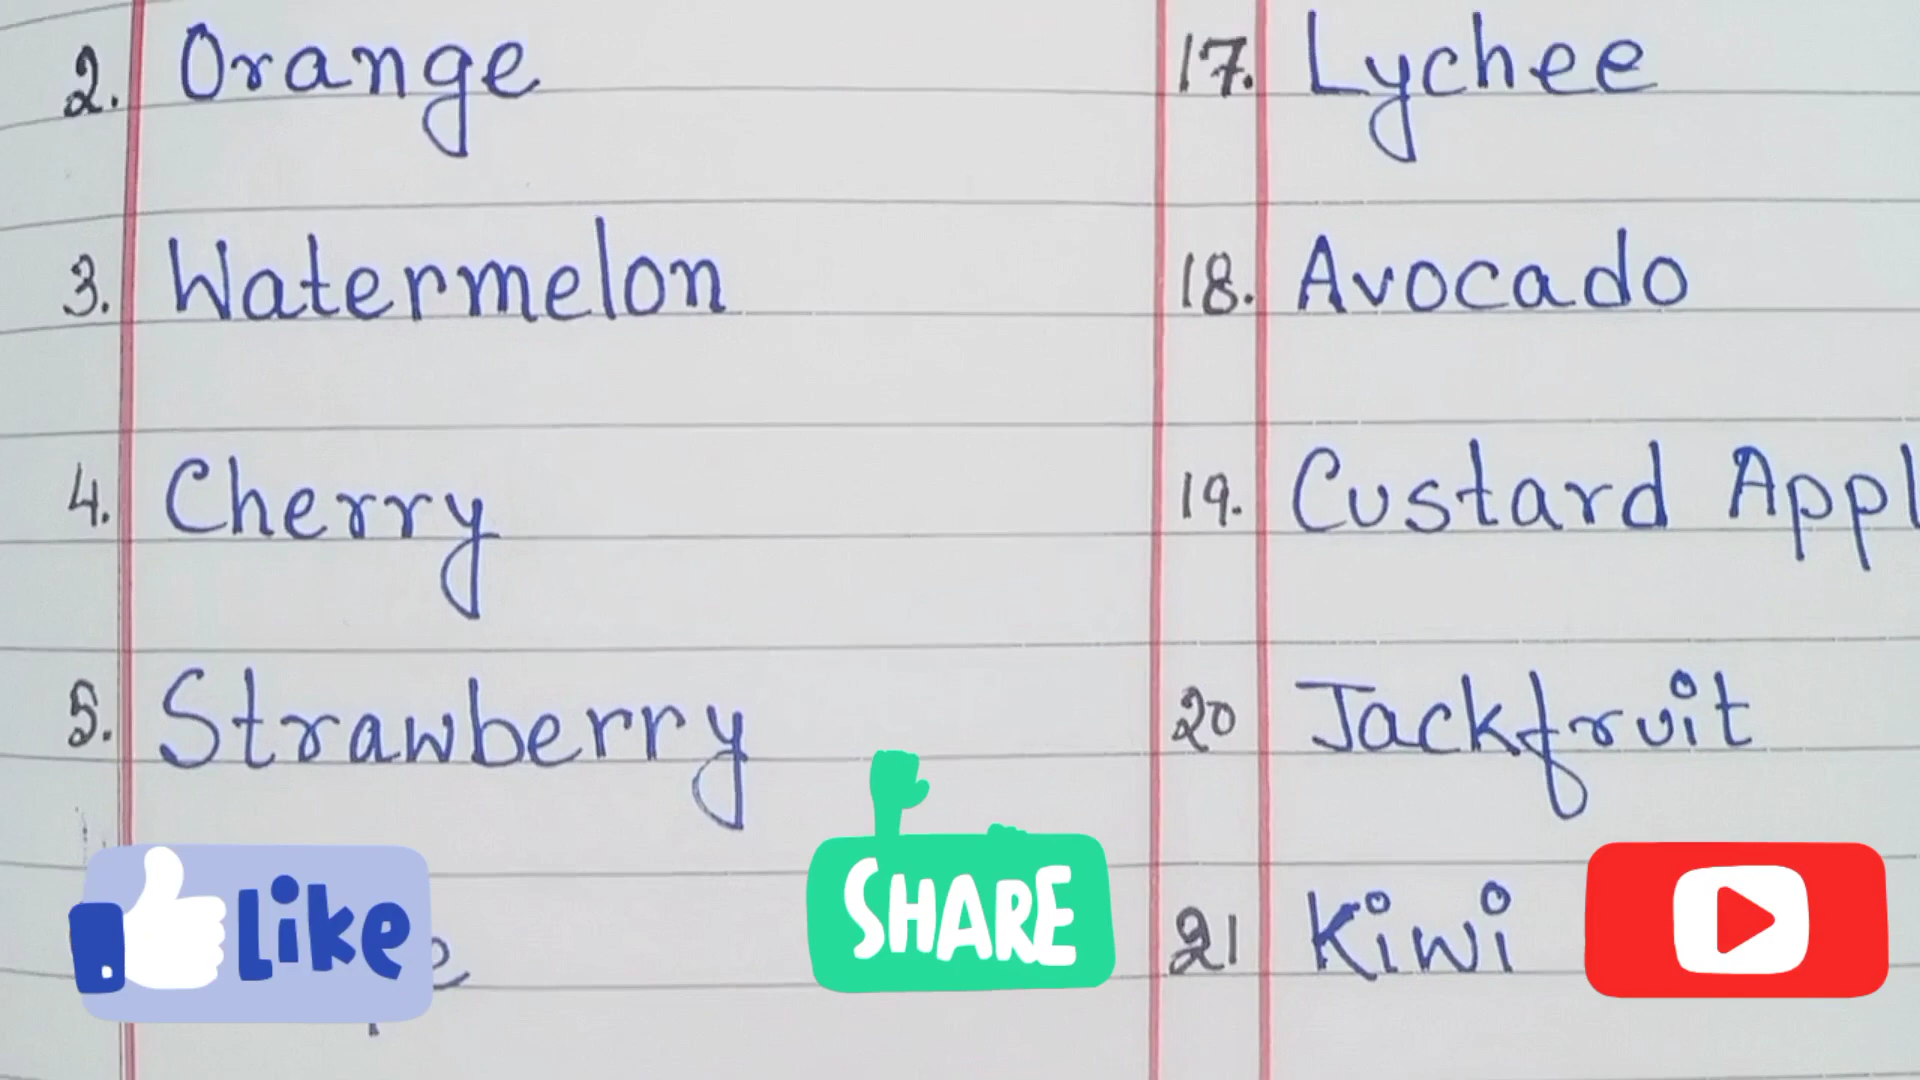 2. Orange
3. Watermelon
4. Cherry
5. Strawberry
17. Lychee
18. Avocado
19. Custard Appl
20 Jackfruit
21 Kiwi
Like
SHARE